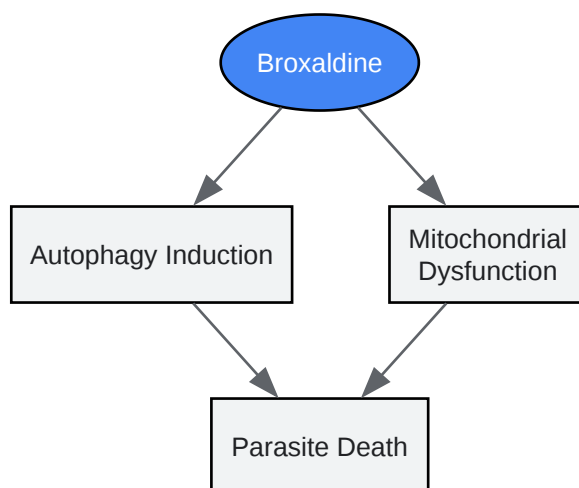 Broxaldine
Autophagy Induction
Mitochondrial
Dysfunction
Parasite Death